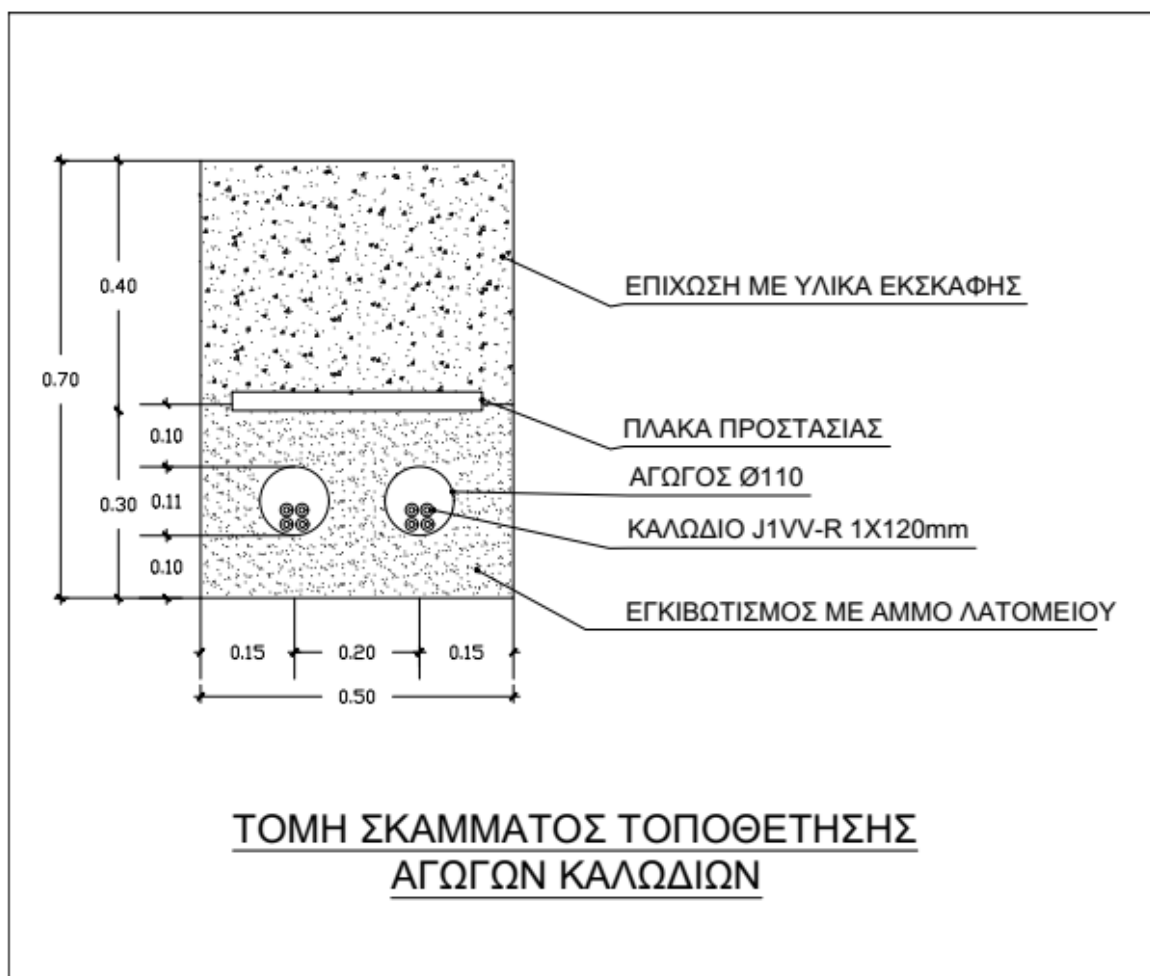 0.40
ΕΠΙΧΩΣΗ ΜΕ ΥΛΙΚΑ ΕΚΣΚΑΦΗΣ
0.70
0.10
ΠΛΑΚΑ ΠΡΟΣΤΑΣΙΑΣ
ΑΓΩΓΟΣ Ø110
0.30
0.11
ΚΑΛΩΔΙΟ J1VV-R 1X120mm
0.10
ΕΓΚΙΒΩΤΙΣΜΟΣ ΜΕ ΑΜΜΟ ΛΑΤΟΜΕΙΟΥ
0.15
0.20
0.15
0.50
ΤΟΜΗ ΣΚΑΜΜΑΤΟΣ ΤΟΠΟΘΕΤΗΣΗΣ
ΑΓΩΓΩΝ ΚΑΛΩΔΙΩΝ